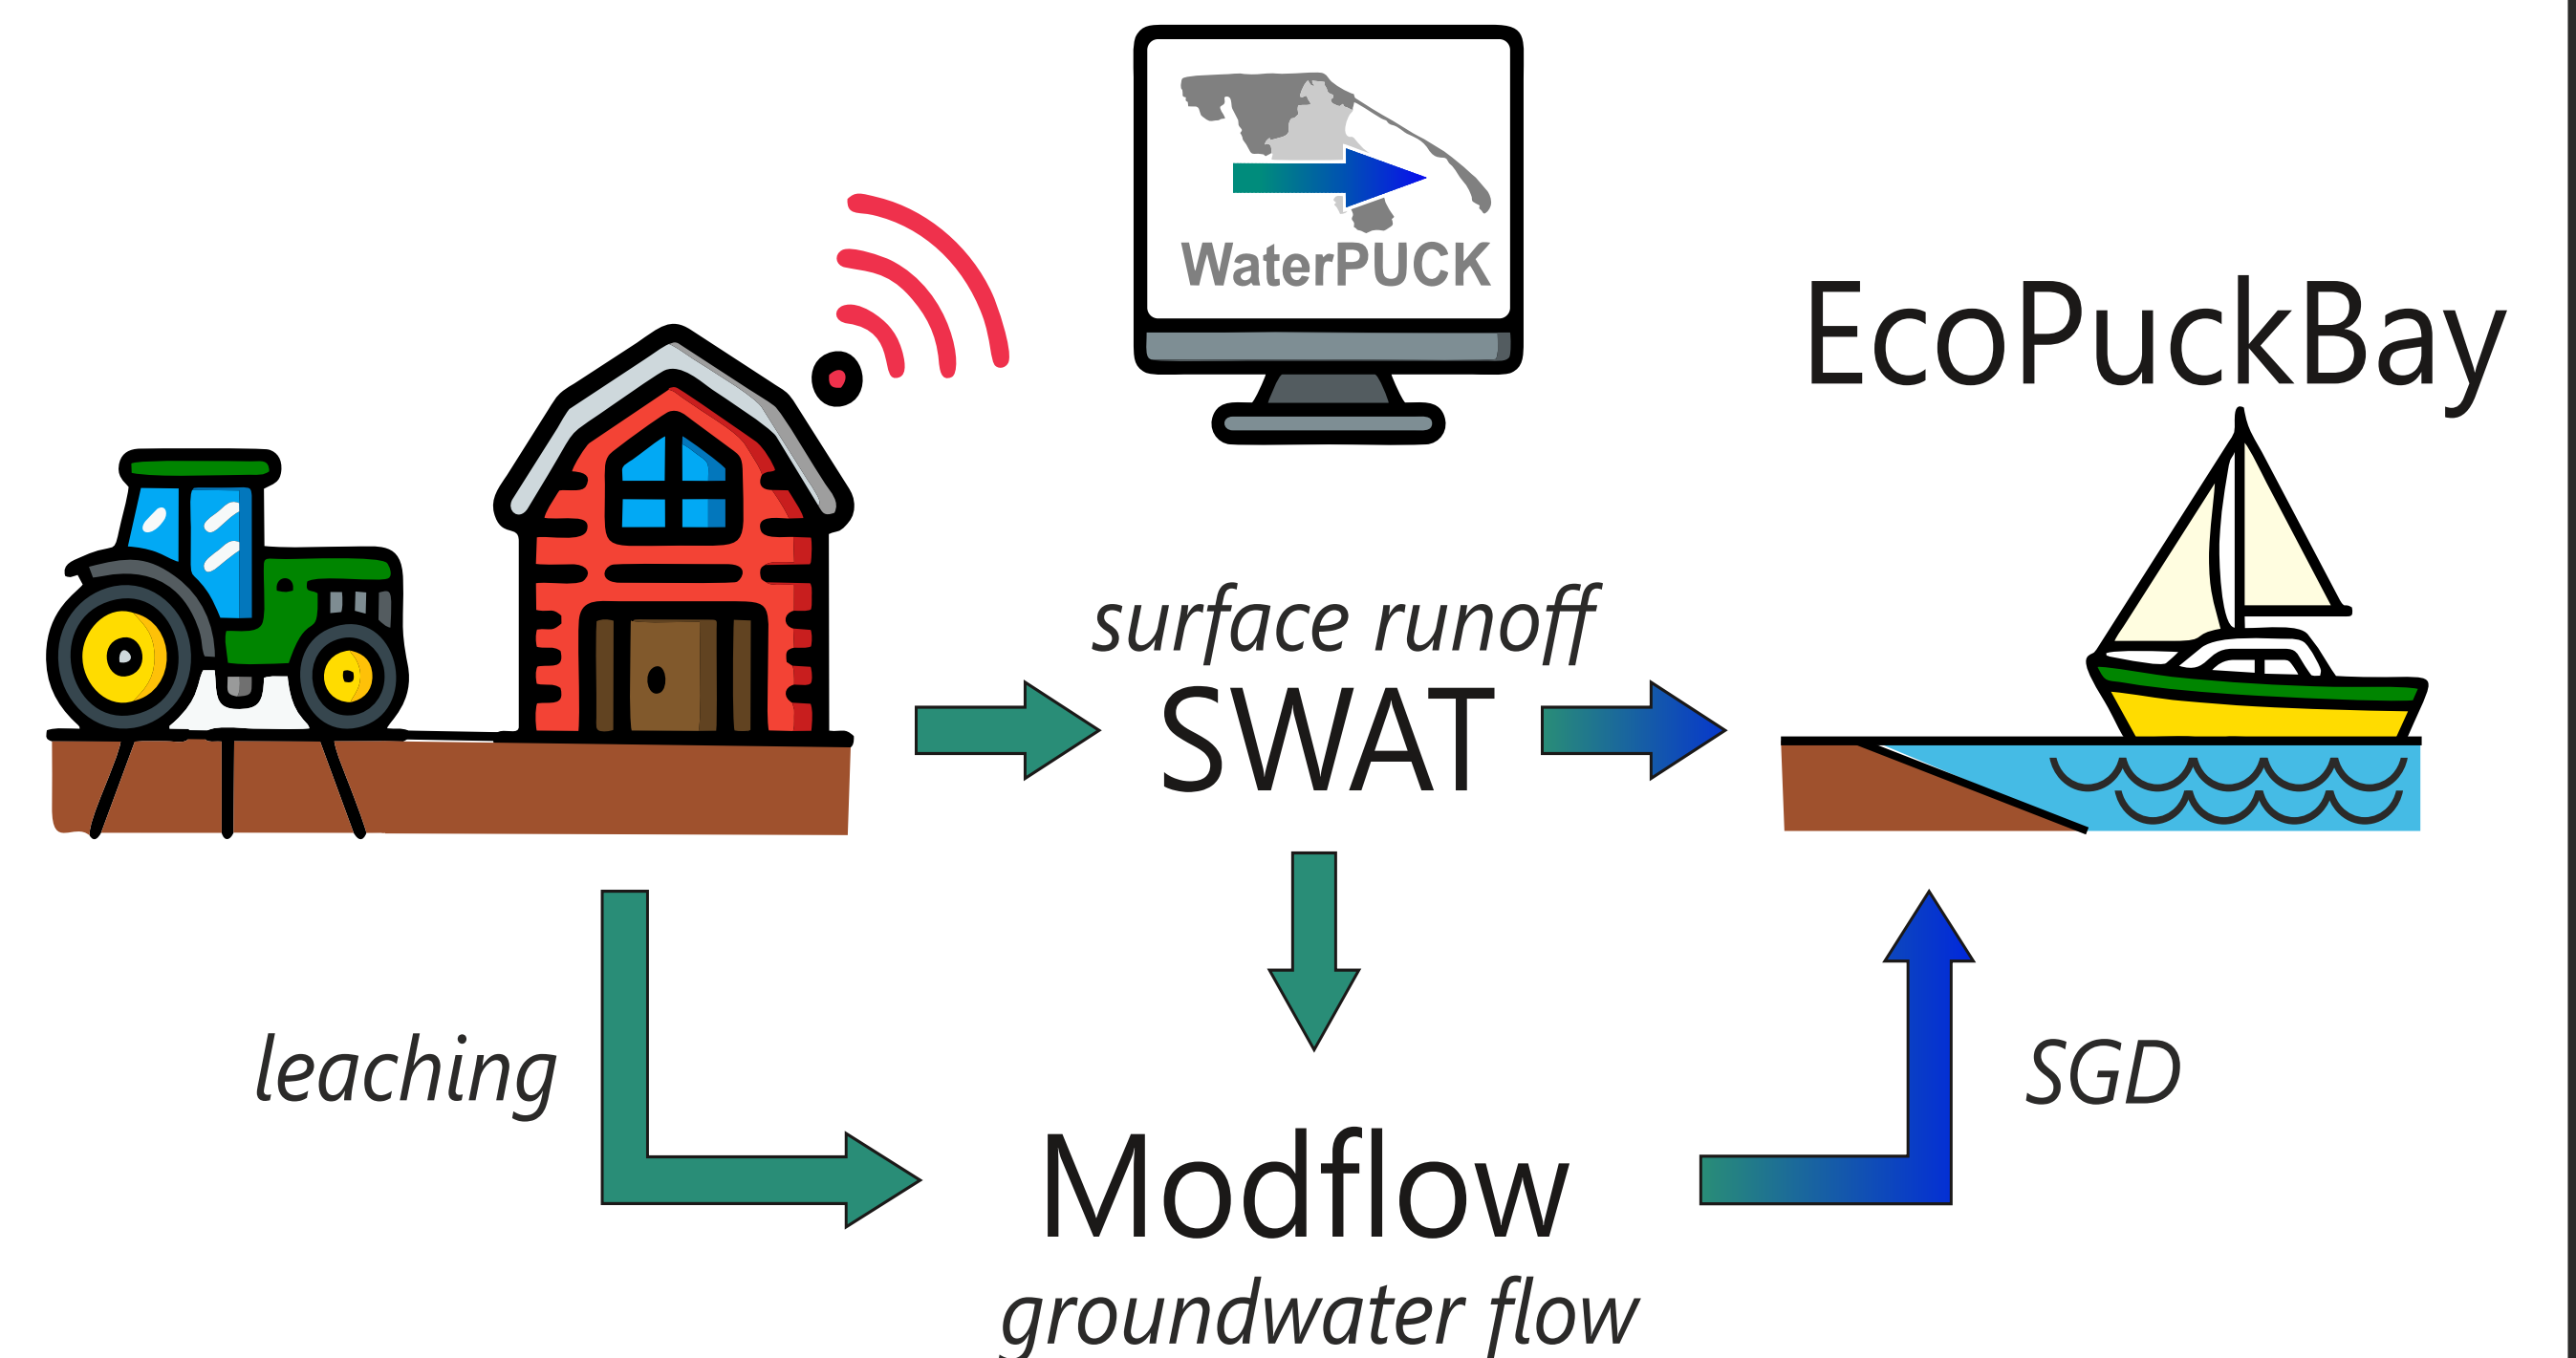 WaterPUCK
EcoPuckBay
surface runoff
SWAT
leaching
SGD
Modflow
groundwater flow